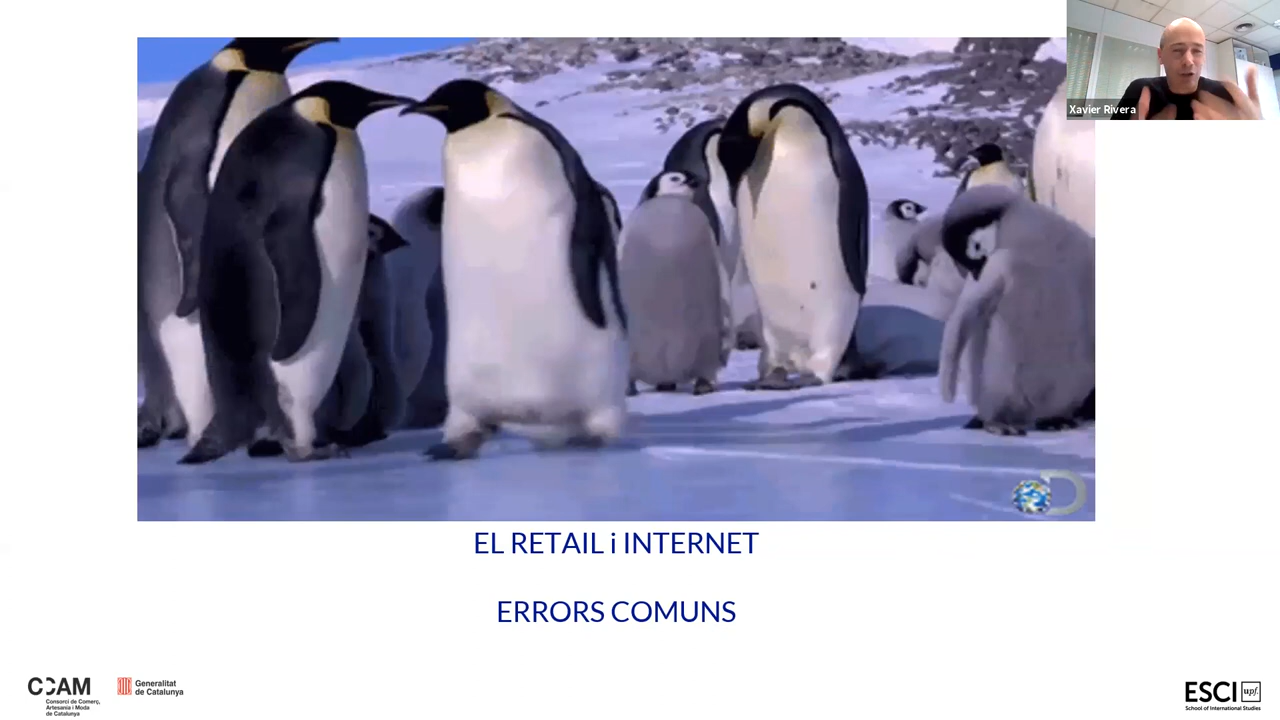 Xavier Rivera
EL RETAIL i INTERNET
ERRORS COMUNS
CCAM
Consorci de Comerç,
Artesania i Moda
de Catalunya
Generalitat
de Catalunya
ESCI upf.
School of International Studies